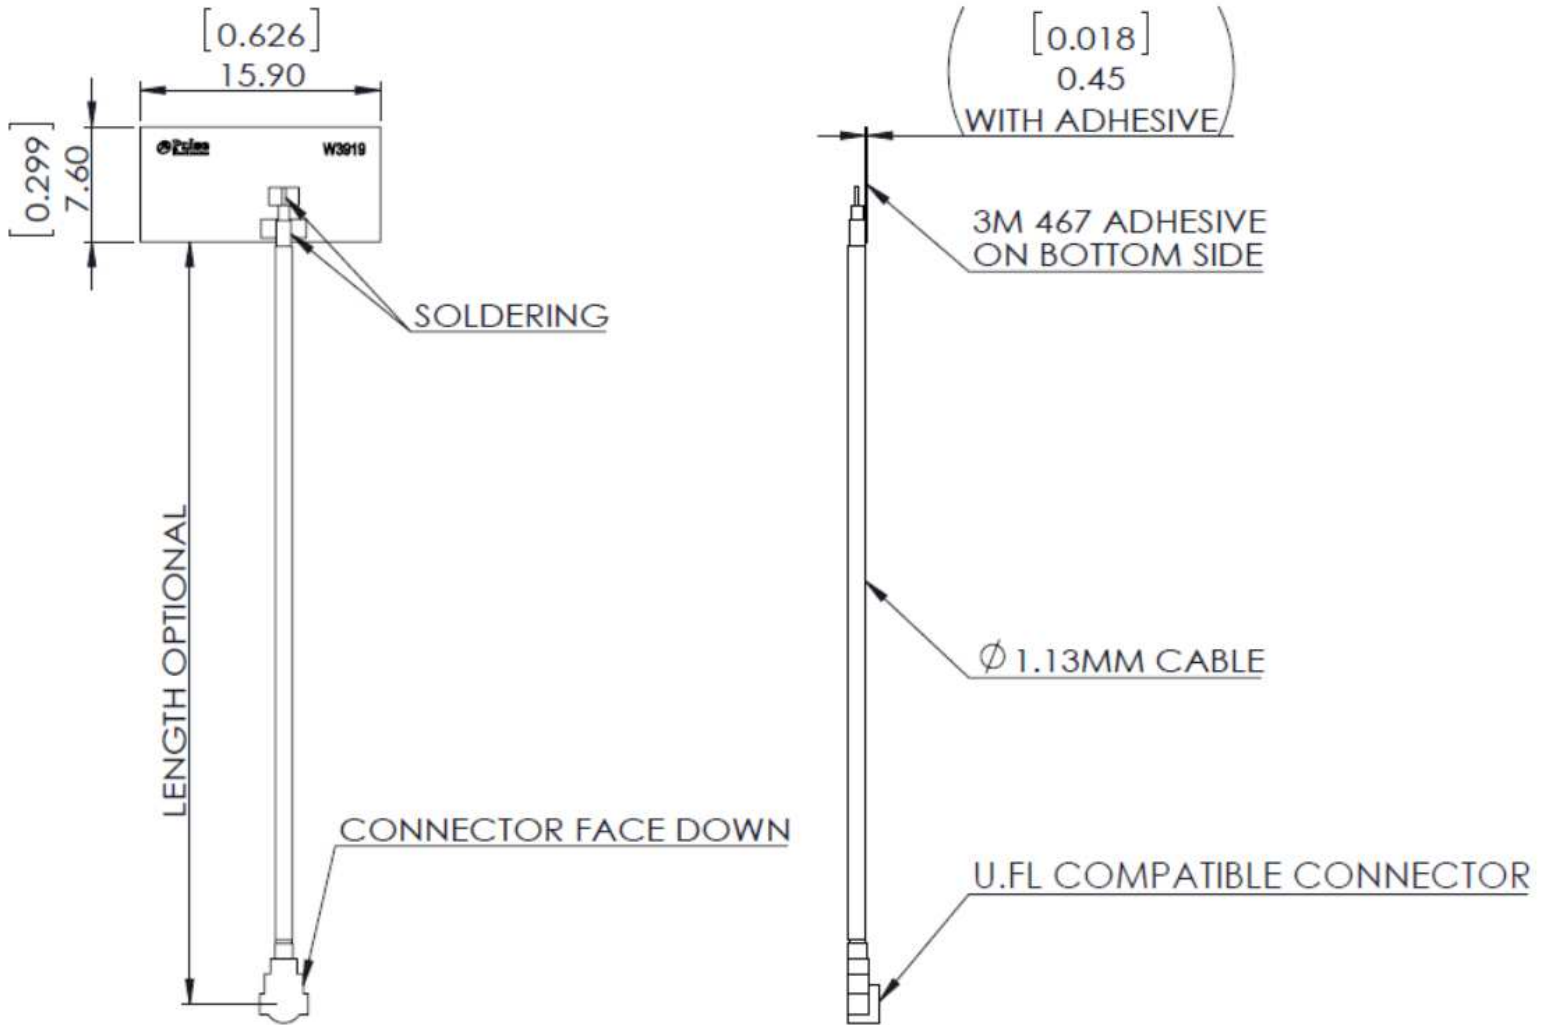 [0.626]
15.90
[0.299]
7.60
Pulse
W3919
SOLDERING
LENGTH OPTIONAL
CONNECTOR FACE DOWN
[0.018]
0.45
WITH ADHESIVE
3M 467 ADHESIVE
ON BOTTOM SIDE
∅ 1.13MM CABLE
U.FL COMPATIBLE CONNECTOR